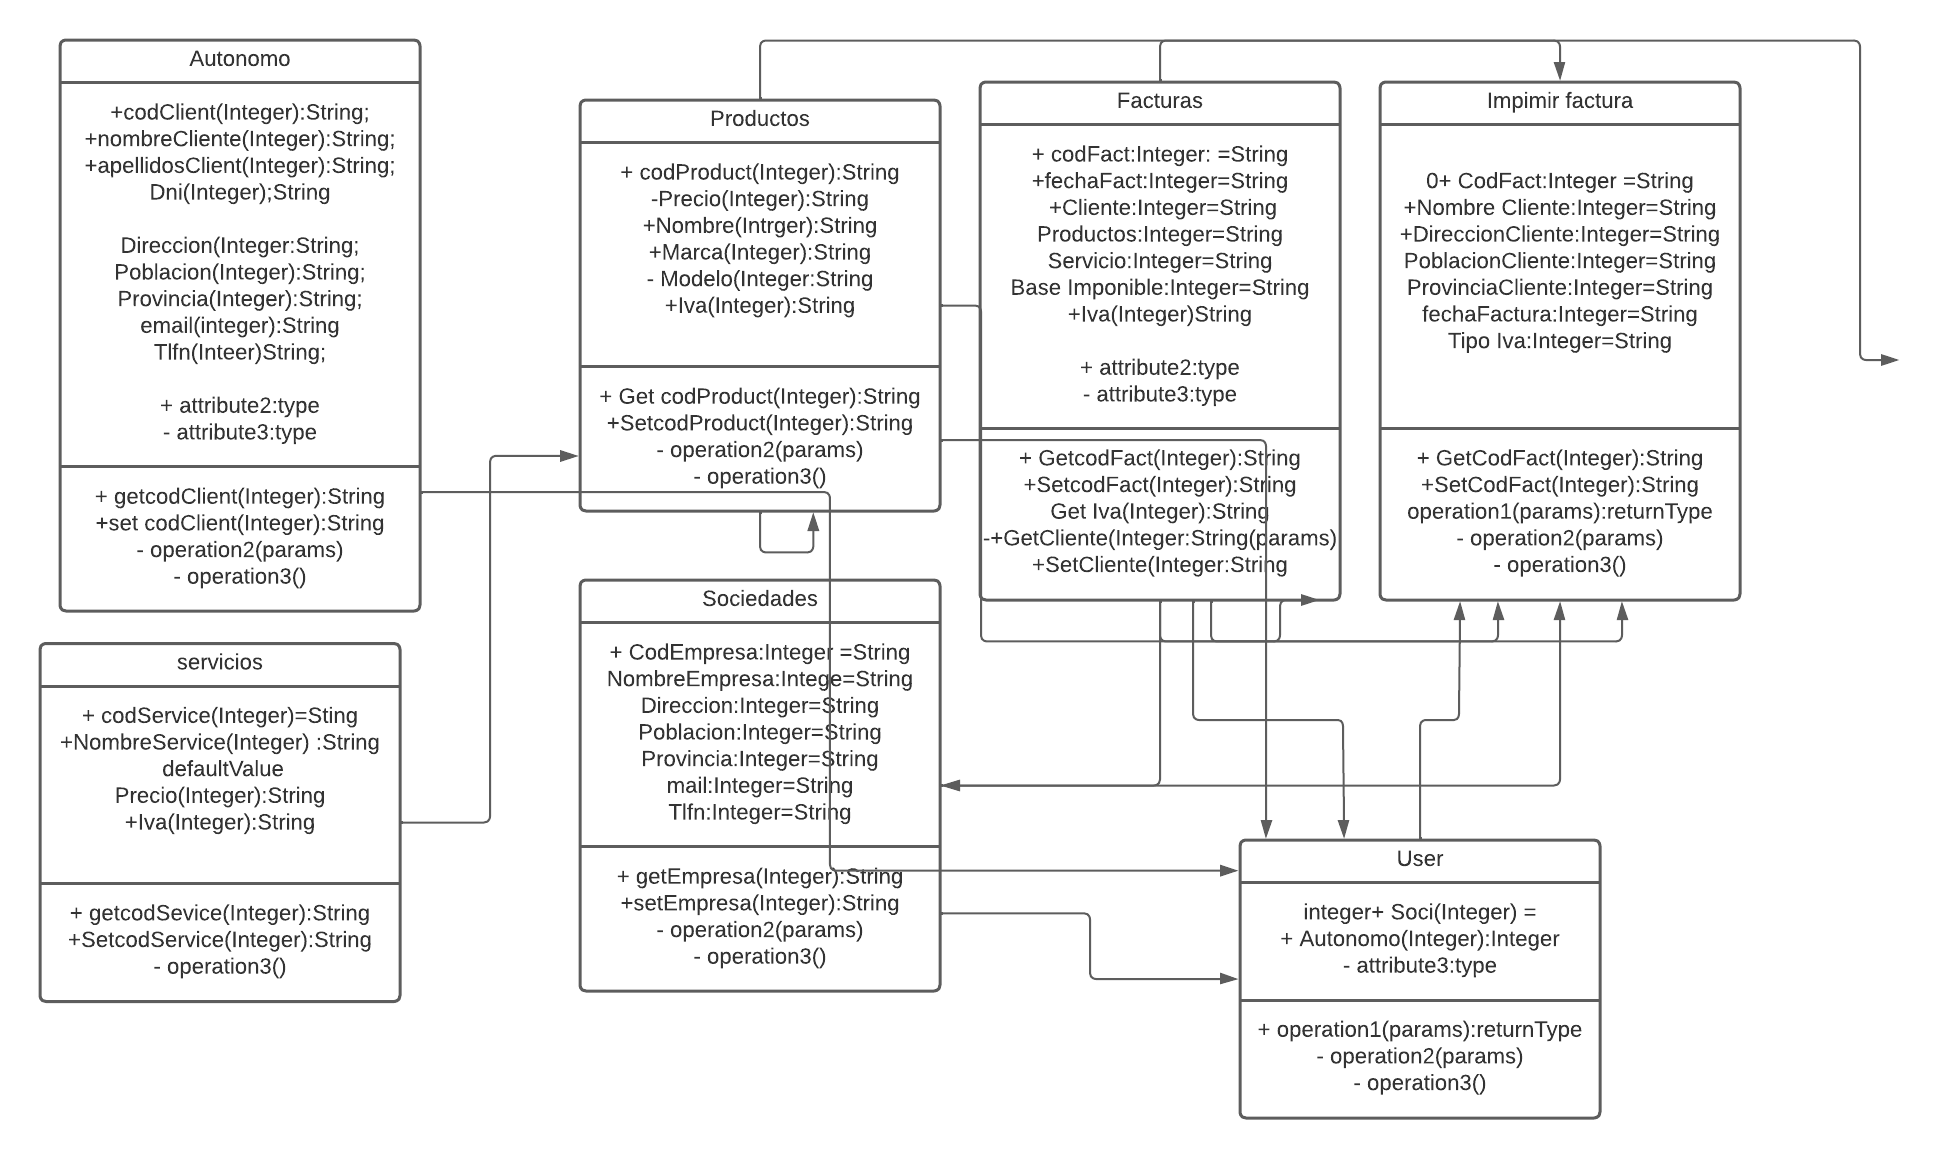 Autonomo
+codClient(Integer):String;
+nombreCliente(Integer):String;
+apellidosClient(Integer):String;
Dni(Integer);String
Direccion(Integer:String;
Poblacion(Integer):String;
Provincia(Integer):String;
email(integer):String
Tlfn(Inteer)String;
+ attribute2:type
- attribute3:type
+ getcodClient(Integer):String
+set codClient(Integer):String
- operation2(params)
- operation3()
servicios
+ codService(Integer)=Sting
+NombreService(Integer) :String
defaultValue
Precio(Integer):String
+Iva(Integer):String
+ getcodSevice(Integer):String
+SetcodService(Integer):String
- operation3()
Productos
+ codProduct(Integer):String
-Precio(Integer):String
+Nombre(Intrger):String
+Marca(Integer):String
- Modelo(Integer:String
+Iva(Integer):String
+ Get codProduct(Integer):String
+SetcodProduct(Integer):String
- operation2(params)
- operation3()
Sociedades
+ CodEmpresa:Integer =String
NombreEmpresa:Intege=String
Direccion:Integer=String
Poblacion:Integer=String
Provincia:Integer=String
mail:Integer=String
Tlfn:Integer=String
+ getEmpresa(Integer):String
+setEmpresa(Integer):String
- operation2(params)
- operation3()
Facturas
+ codFact:Integer: =String
+fechaFact:Integer=String
+Cliente:Integer=String
Productos:Integer=String
Servicio:Integer=String
Base Imponible:Integer=String
+Iva(Integer)String
+ attribute2:type
- attribute3:type
+ GetcodFact(Integer):String
+SetcodFact(Integer):String
Get Iva(Integer):String
-+GetCliente(Integer:String(params)
+SetCliente(Integer:String
Impimir factura
0+ CodFact:Integer =String
+Nombre Cliente:Integer=String
+DireccionCliente:Integer=String
PoblacionCliente:Integer=String
ProvinciaCliente:Integer=String
fechaFactura:Integer=String
Tipo Iva:Integer=String
+ GetCodFact(Integer):String
+SetCodFact(Integer):String
operation1(params):returnType
- operation2(params)
- operation3()
User
integer+ Soci(Integer) =
+ Autonomo(Integer):Integer
- attribute3:type
+ operation1(params):returnType
- operation2(params)
- operation3()